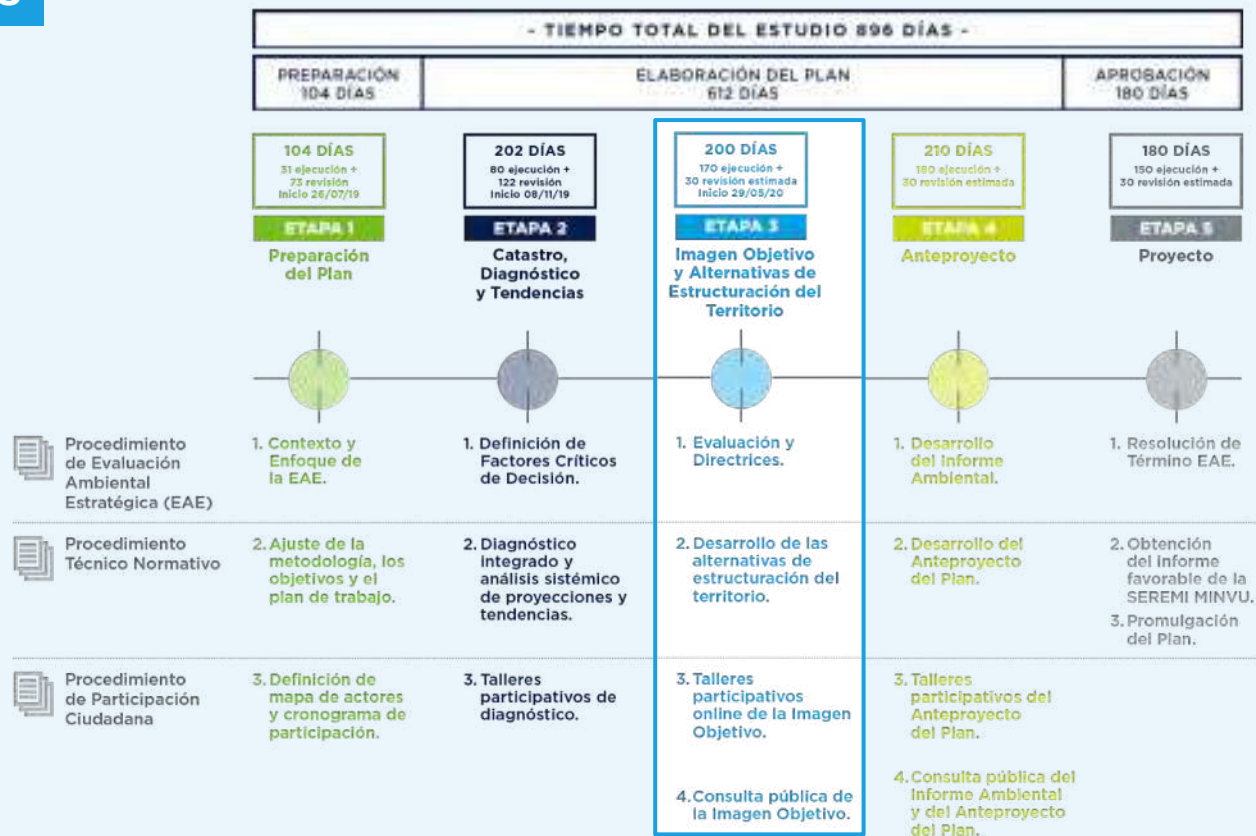 - TIEMPO TOTAL DEL ESTUDIO 896 DÍAS -
PREPARACIÓN
104 DÍAS
ELABORACIÓN DEL PLAN
612 DÍAS
APROBACIÓN
180 DÍAS
104 DÍAS
31 ejecución +
73 revisión
Inicio 26/07/19
ETAPA 1
Preparación
del Plan
202 DÍAS
80 ejecución +
122 revisión
Inicio 08/11/19
ETAPA 2
Catastro,
Diagnóstico
y Tendencias
200 DÍAS
170 ejecución +
30 revisión estimada
Inicio 29/05/20
ETAPA 3
Imagen Objetivo
y Alternativas de
Estructuración del
Territorio
210 DÍAS
180 ejecución +
30 revisión estimada
ETAPA 4
Anteproyecto
180 DÍAS
150 ejecución +
30 revisión estimada
ETAPA 5
Proyecto
Procedimiento
de Evaluación
Ambiental
Estratégica (EAE)
1. Contexto y
Enfoque de
la EAE.
1. Definición de
Factores Críticos
de Decisión.
1. Evaluación y
Directrices.
1. Desarrollo
del Informe
Ambiental.
1. Resolución de
Término EAE.
Procedimiento
Técnico Normativo
2. Ajuste de la
metodología, los
objetivos y el
plan de trabajo.
2. Diagnóstico
integrado y
análisis sistémico
de proyecciones y
tendencias.
2. Desarrollo de las
alternativas de
estructuración del
territorio.
2. Desarrollo del
Anteproyecto
del Plan.
2. Obtención
del informe
favorable de la
SEREMI MINVU.
3. Promulgación
del Plan.
Procedimiento
de Participación
Ciudadana
3. Definición de
mapa de actores
y cronograma de
participación.
3. Talleres
participativos de
diagnóstico.
3. Talleres
participativos
online de la Imagen
Objetivo.
4. Consulta pública de
la Imagen Objetivo.
3. Talleres
participativos del
Anteproyecto
del Plan.
4. Consulta pública del
Informe Ambiental
y del Anteproyecto
del Plan.